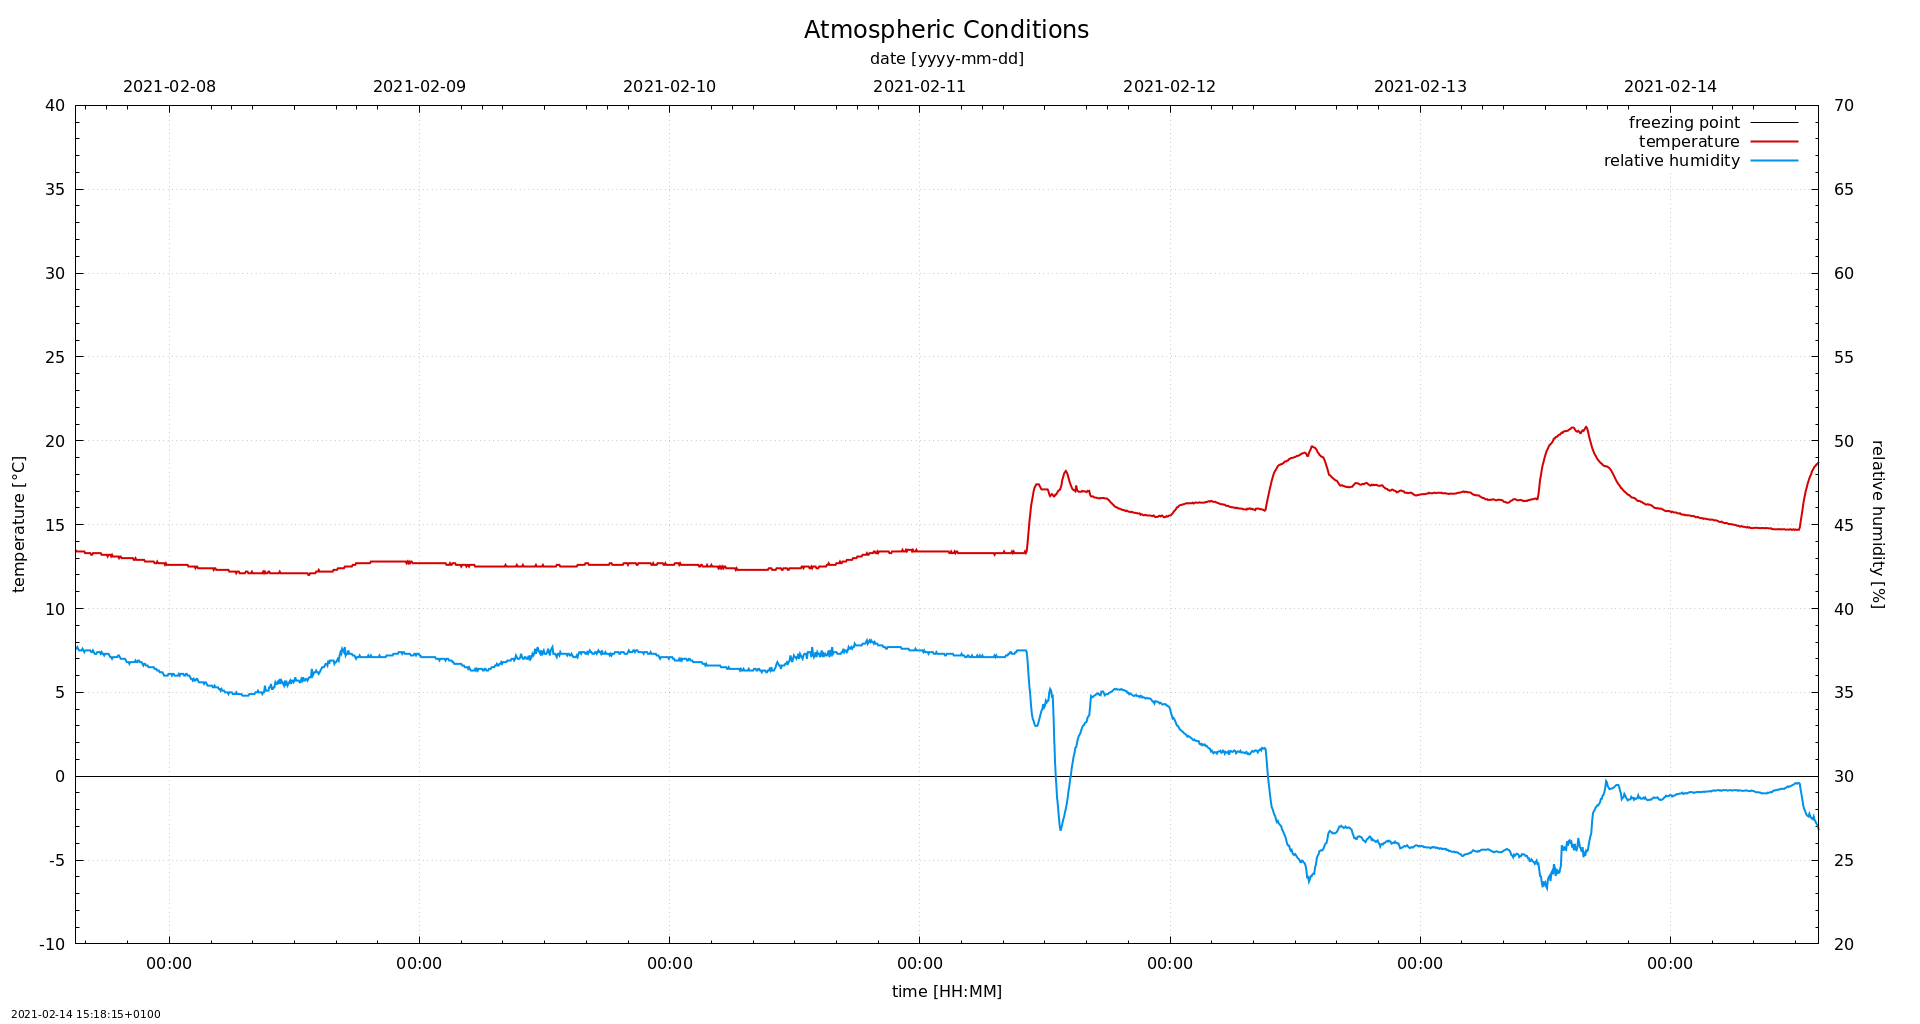 Atmospheric Conditions
date [yyyy-mm-dd]
2021-02-08 2021-02-09 2021-02-10 2021-02-11 2021-02-12 2021-02-13 2021-02-14
40 70
freezing point
temperature
relative humidity
35 65
30 60
25 55
20 50
15 45
10 40
5 35
0 30
-5 25
-10 20
temperature [°C]
relative humidity [%]
00:00 00:00 00:00 00:00 00:00 00:00 00:00
time [HH:MM]
2021-02-14 15:18:15+0100